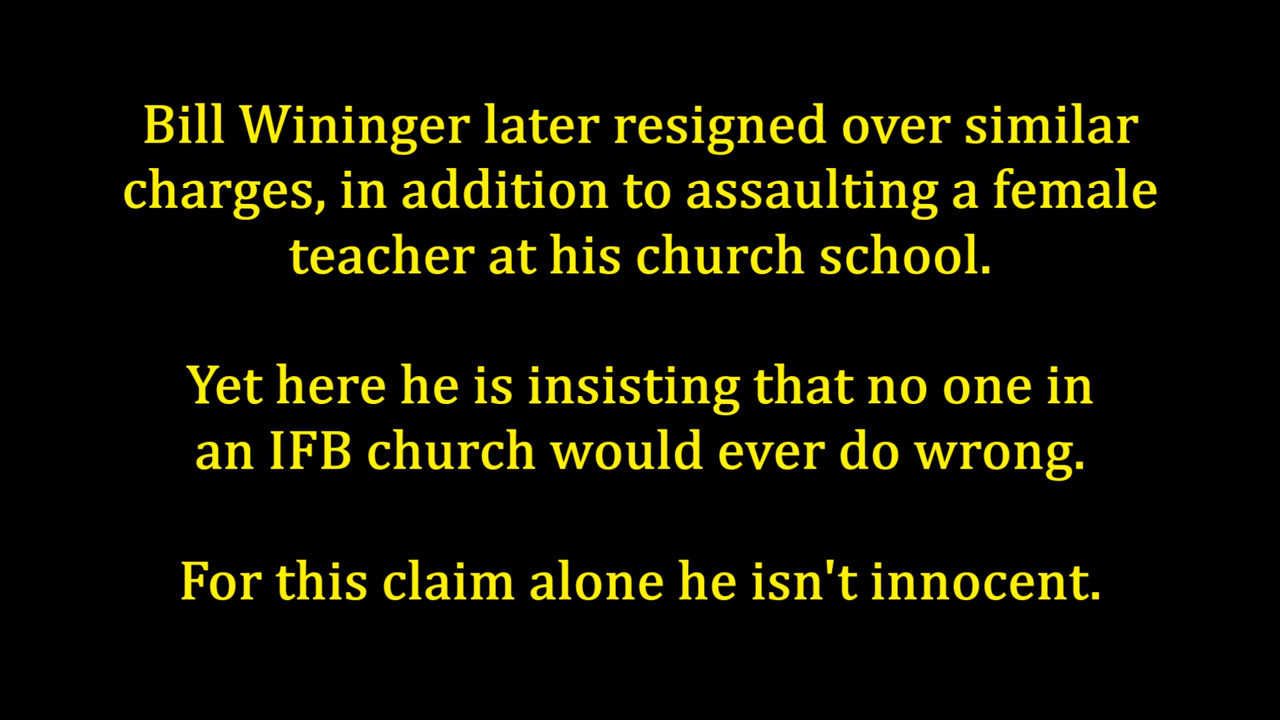 Bill Wininger later resigned over similar
charges, in addition to assaulting a female
teacher at his church school.
Yet here he is insisting that no one in
an IFB church would ever do wrong.
For this claim alone he isn't innocent.